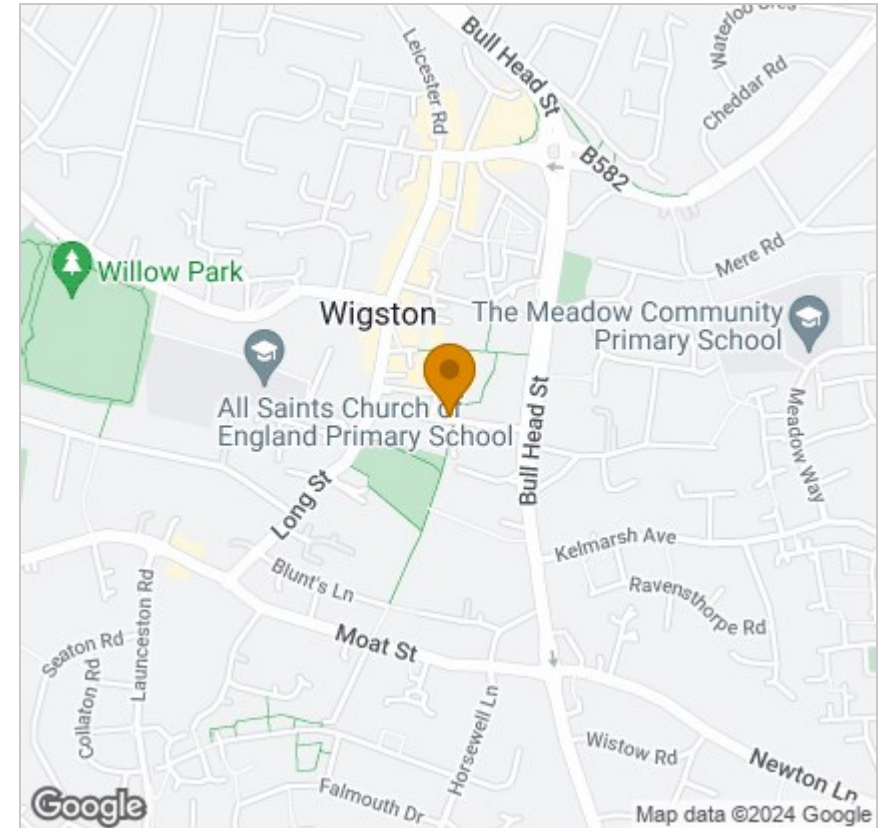 Bull Head St
Waterloo Cres
Cheddar Rd
Leicester Rd
B582
Mere Rd
Willow Park
Wigston
The Meadow Community
Primary School
All Saints Church of
England Primary School
Bull Head St
Meadow Way
Long St
Kelmarsh Ave
Blunt's Ln
Ravensthorpe Rd
Launceston Rd
Seaton Rd
Collaton Rd
Moat St
Horsewell Ln
Wistow Rd
Newton Ln
Falmouth Dr
Google
Map data ©2024 Google